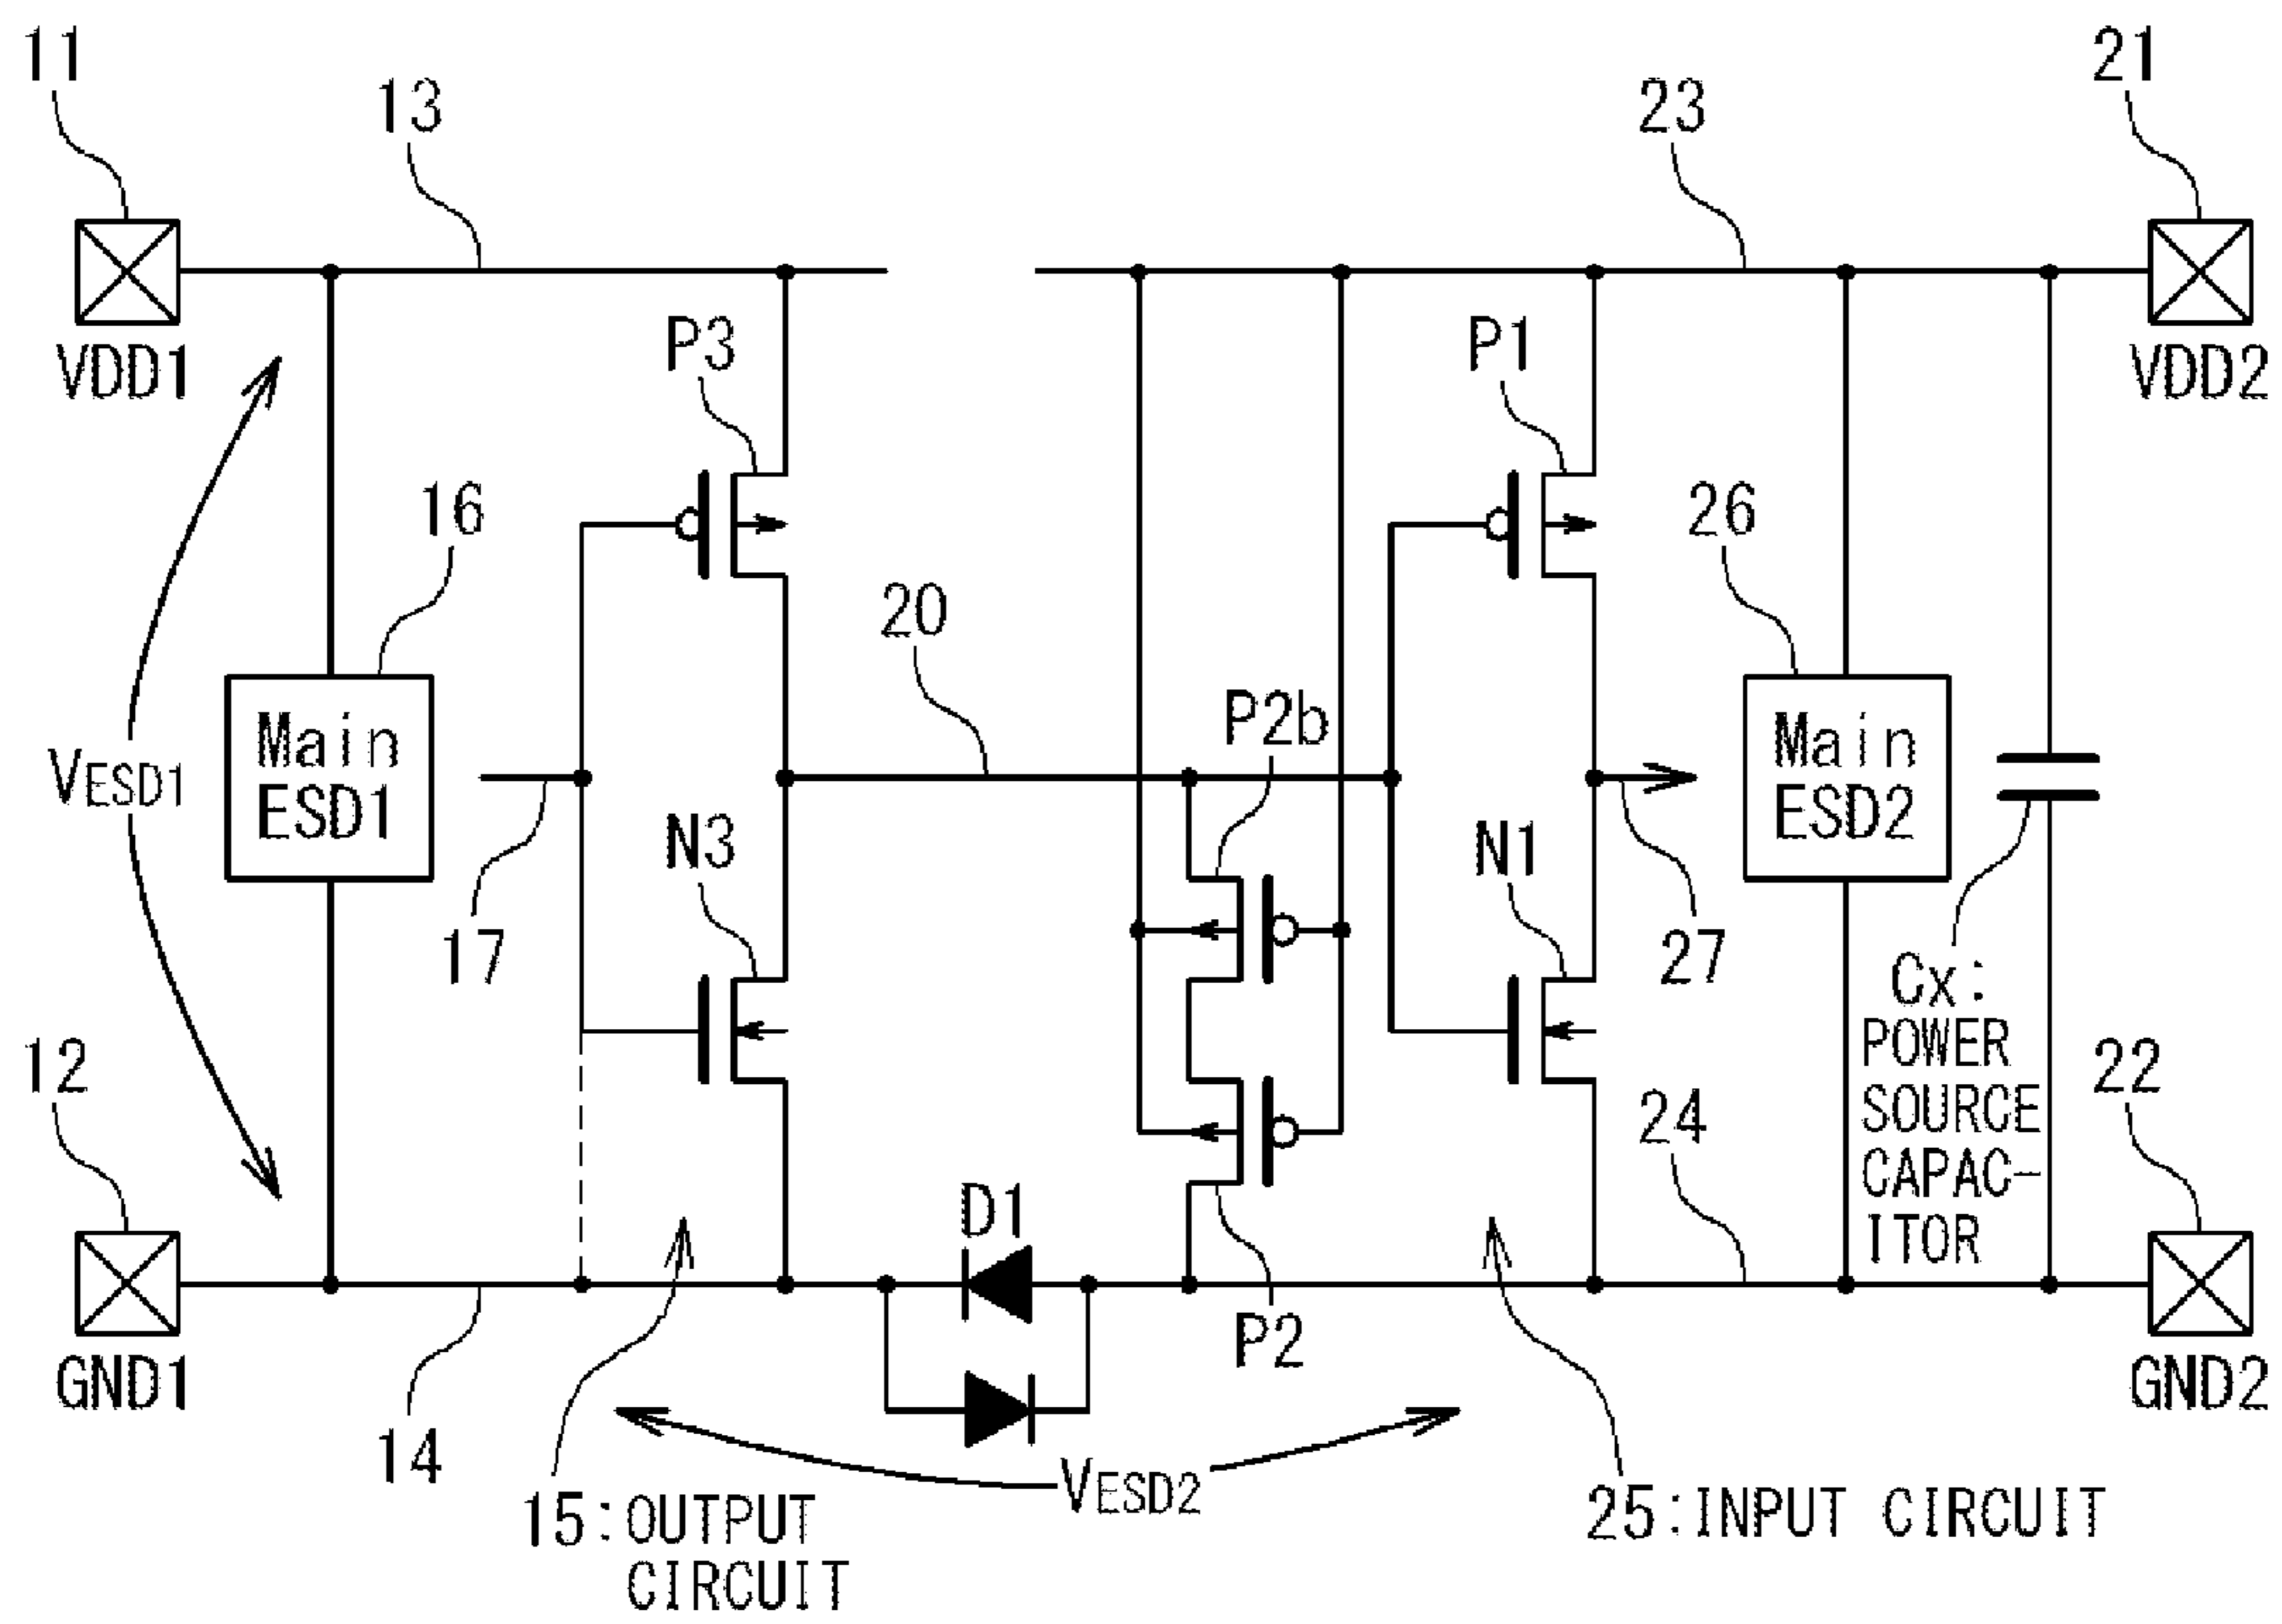 11
21
13
23
VDD1
P3
P1
VDD2
16
26
20
P2b
Main
ESD1
Main
ESD2
VESD1
N3
N1
17
27
Cx:
POWER
SOURCE
CAPAC-
ITOR
12
24
22
D1
GND1
P2
GND2
14
VESD2
15:OUTPUT
CIRCUIT
25:INPUT CIRCUIT